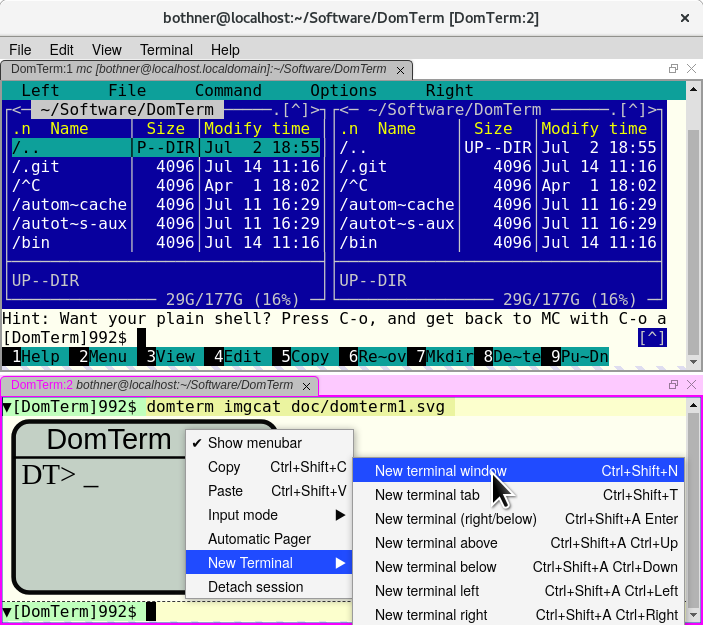 bothner@localhost:~/Software/DomTerm [DomTerm:2]
File Edit View Terminal Help
DomTerm:1 mc [bothner@localhost.localdomain]:~/Software/DomTerm
Left File Command Options Right
<— ~/Software/DomTerm ———.[^]> <— ~/Software/DomTerm ———.[^]>
.n Name Size Modify time .n Name Size Modify time
/.. P--DIR Jul 2 18:55 /.. UP--DIR Jul 2 18:55
/.git 4096 Jul 14 11:16 /.git 4096 Jul 14 11:16
/^C 4096 Apr 1 18:02 /^C 4096 Apr 1 18:02
/autom~cache 4096 Jul 11 16:29 /autom~cache 4096 Jul 11 16:29
/autot~s-aux 4096 Jul 11 16:29 /autot~s-aux 4096 Jul 11 16:29
/bin 4096 Jul 14 11:16 /bin 4096 Jul 14 11:16
UP--DIR UP--DIR
29G/177G (16%) 29G/177G (16%)
Hint: Want your plain shell? Press C-o, and get back to MC with C-o a
[DomTerm]992$ [^]
1Help 2Menu 3View 4Edit 5Copy 6Re~ov 7Mkdir 8De~te 9Pu~Dn
DomTerm:2 bothner@localhost:~/Software/DomTerm
▼[DomTerm]992$ domterm imgcat doc/domterm1.svg
DomTerm
DT> _
✔ Show menubar
Copy Ctrl+Shift+C
Paste Ctrl+Shift+V
Input mode ▶
Automatic Pager
New Terminal ▶
Detach session
New terminal window Ctrl+Shift+N
New terminal tab Ctrl+Shift+T
New terminal (right/below) Ctrl+Shift+A Enter
New terminal above Ctrl+Shift+A Ctrl+Up
New terminal below Ctrl+Shift+A Ctrl+Down
New terminal left Ctrl+Shift+A Ctrl+Left
New terminal right Ctrl+Shift+A Ctrl+Right
▼[DomTerm]992$